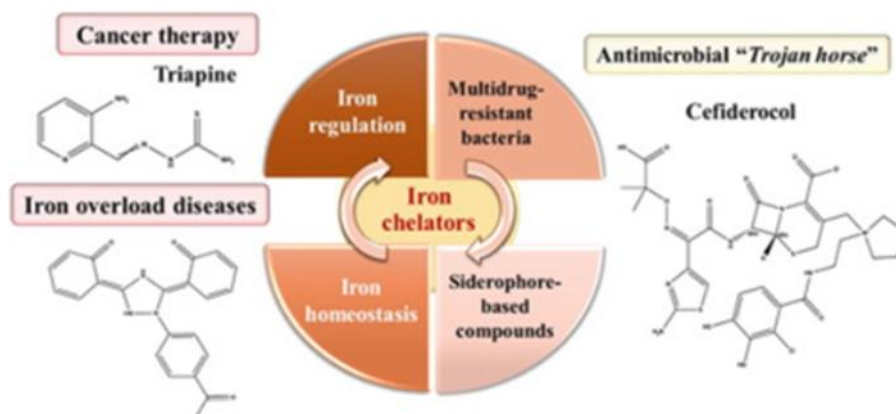 Cancer therapy
Triapine
Iron overload diseases
Iron
regulation
Multidrug-
resistant
bacteria
Iron
chelators
Iron
homeostasis
Siderophore-
based
compounds
Antimicrobial “Trojan horse”
Cefiderocol